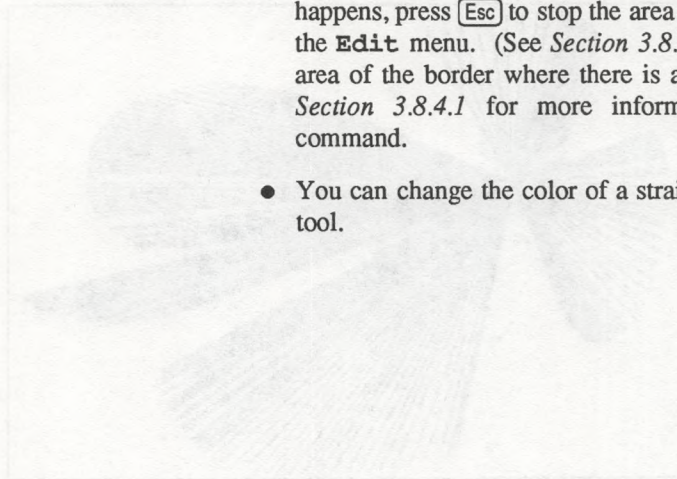 happens, press Esc to stop the area
the Edit menu. (See Section 3.8.
area of the border where there is a
Section 3.8.4.1 for more inform
command.
● You can change the color of a strai
tool.